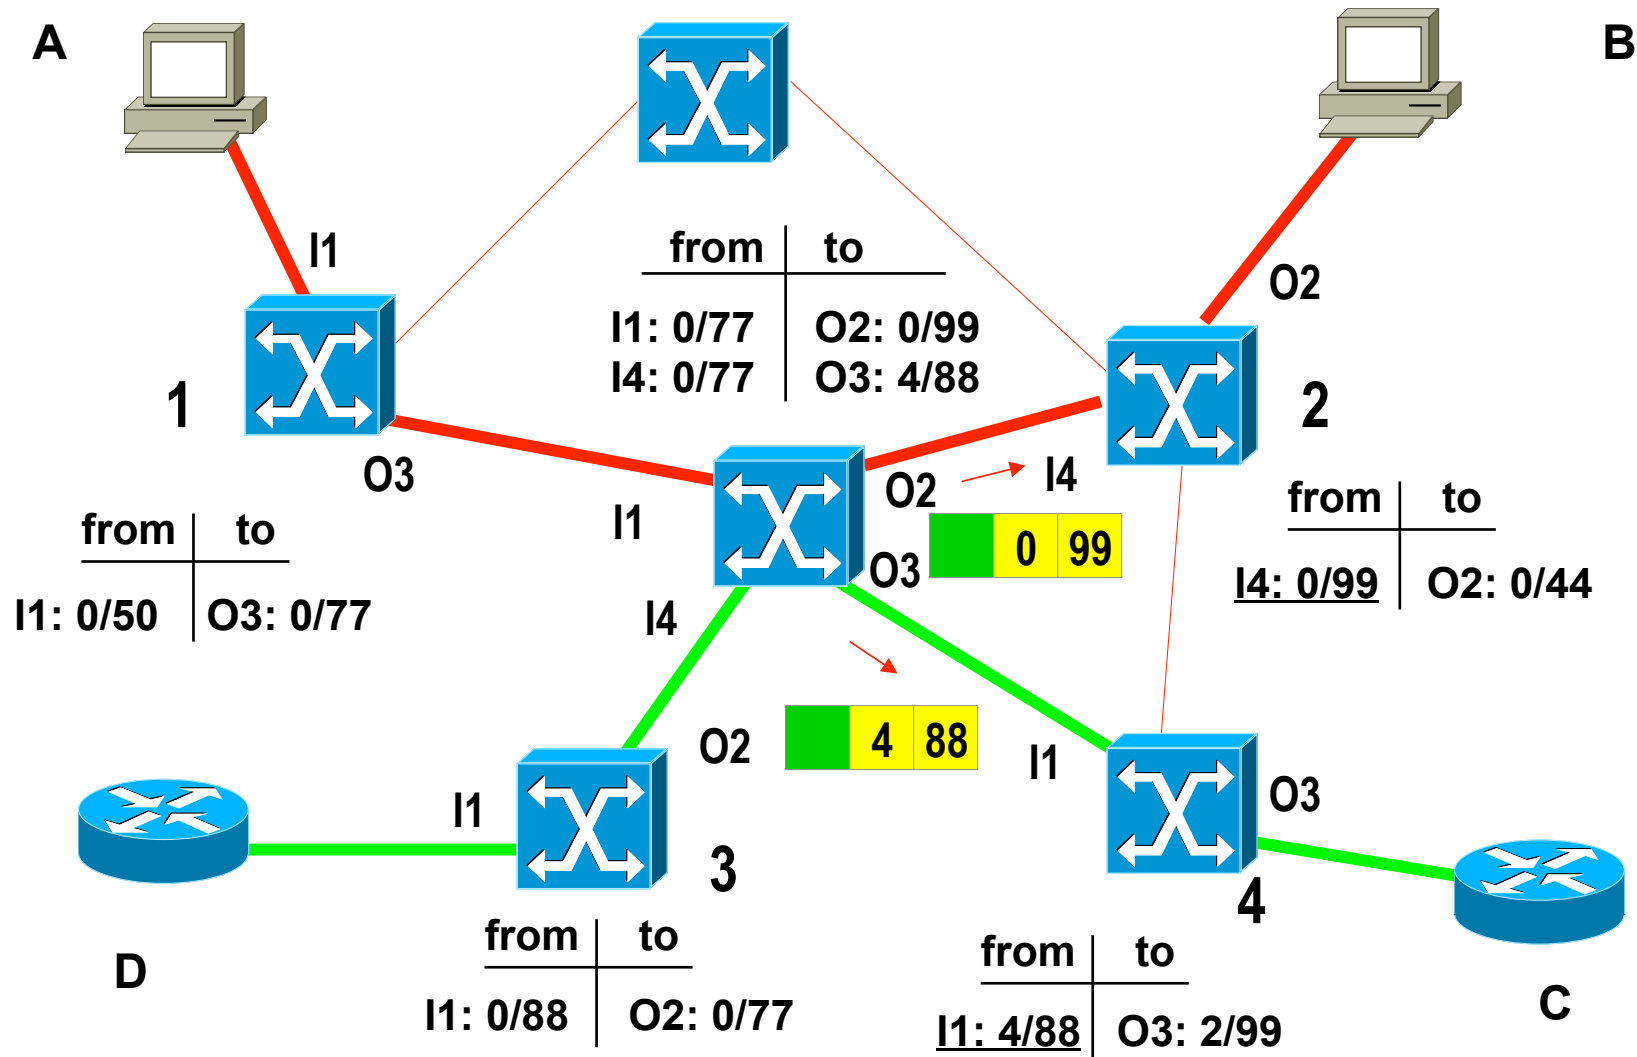 A
B
I1
from to
O2
I1: 0/77 O2: 0/99
I4: 0/77 O3: 4/88
1
2
O3
O2
I4
I1
from to
0 99
from to
O3
I4: 0/99 O2: 0/44
I1: 0/50 O3: 0/77
I4
O2
4 88
I1
I1
O3
3
4
from to
from to
D
C
I1: 0/88 O2: 0/77
I1: 4/88 O3: 2/99